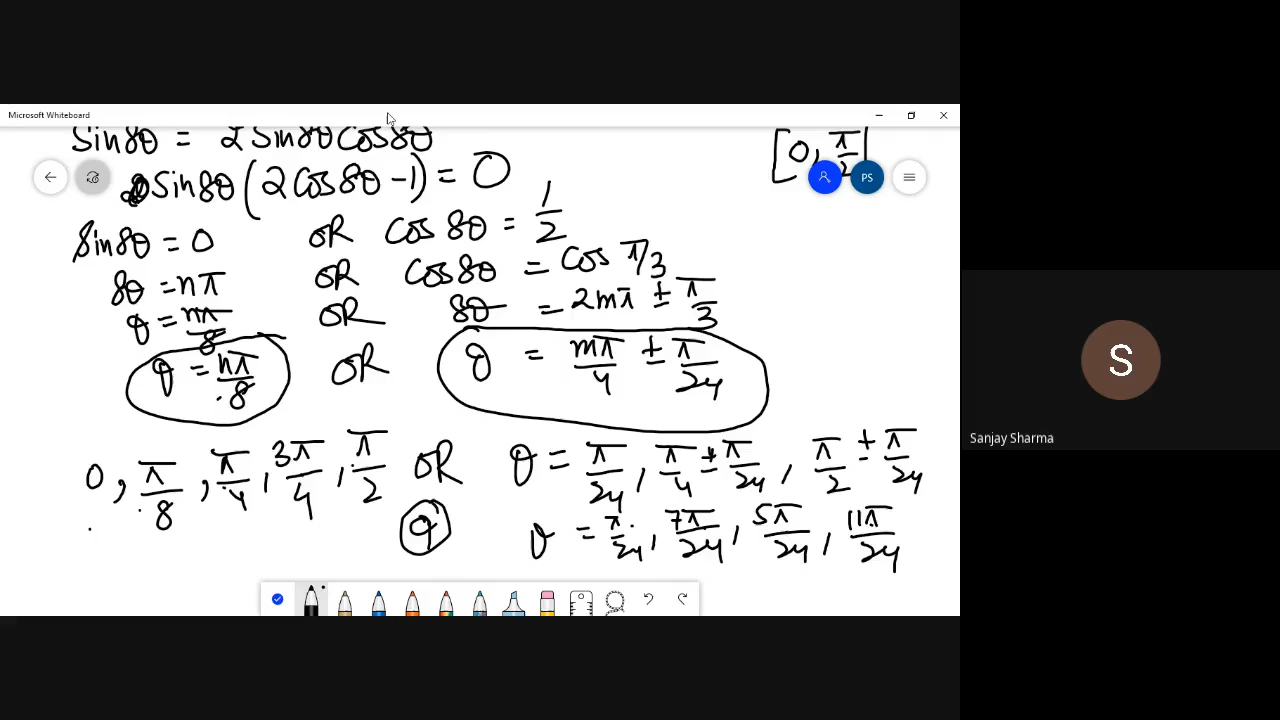 Microsoft Whiteboard
Sin8θ = 2Sin8θCos8θ
[0, π/2]
Sin8θ(2Cos8θ -1) = 0
PS
Sin8θ = 0 OR Cos8θ = 1/2
8θ = nπ OR Cos8θ = Cos π/3
θ = nπ/8 OR 8θ = 2mπ ± π/3
θ = nπ/8 OR θ = mπ/4 ± π/24
0, π/8, π/4, 3π/4, π/2 OR θ = π/24, π/4 ± π/24, π/2 ± π/24
9 θ = π/24, 7π/24, 5π/24, 11π/24
S
Sanjay Sharma